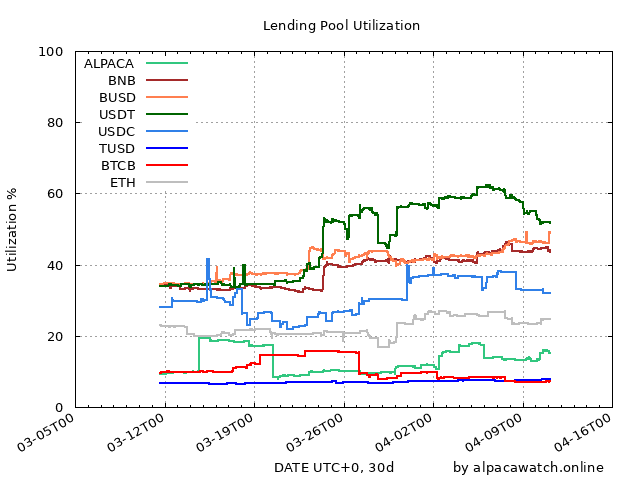 Lending Pool Utilization
100
80
60
40
20
0
Utilization %
ALPACA
BNB
BUSD
USDT
USDC
TUSD
BTCB
ETH
03-05T00
03-12T00
03-19T00
03-26T00
04-02T00
04-09T00
04-16T00
DATE UTC+0, 30d
by alpacawatch.online